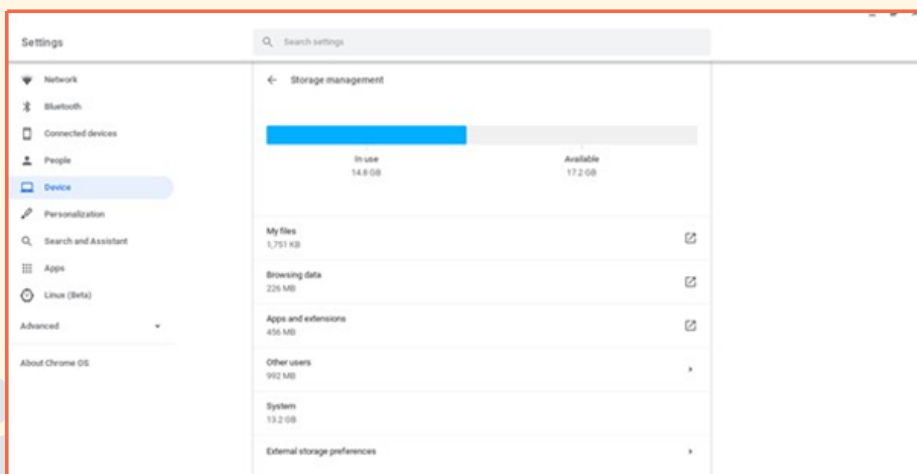 Settings
Search settings
Network
Bluetooth
Connected devices
People
Device
Personalization
Search and Assistant
Apps
Linux (Beta)
Advanced
About Chrome OS
Storage management
In use
14.8 GB
Available
17.2 GB
My files
1,751 KB
Browsing data
226 MB
Apps and extensions
456 MB
Other users
992 MB
System
13.2 GB
External storage preferences